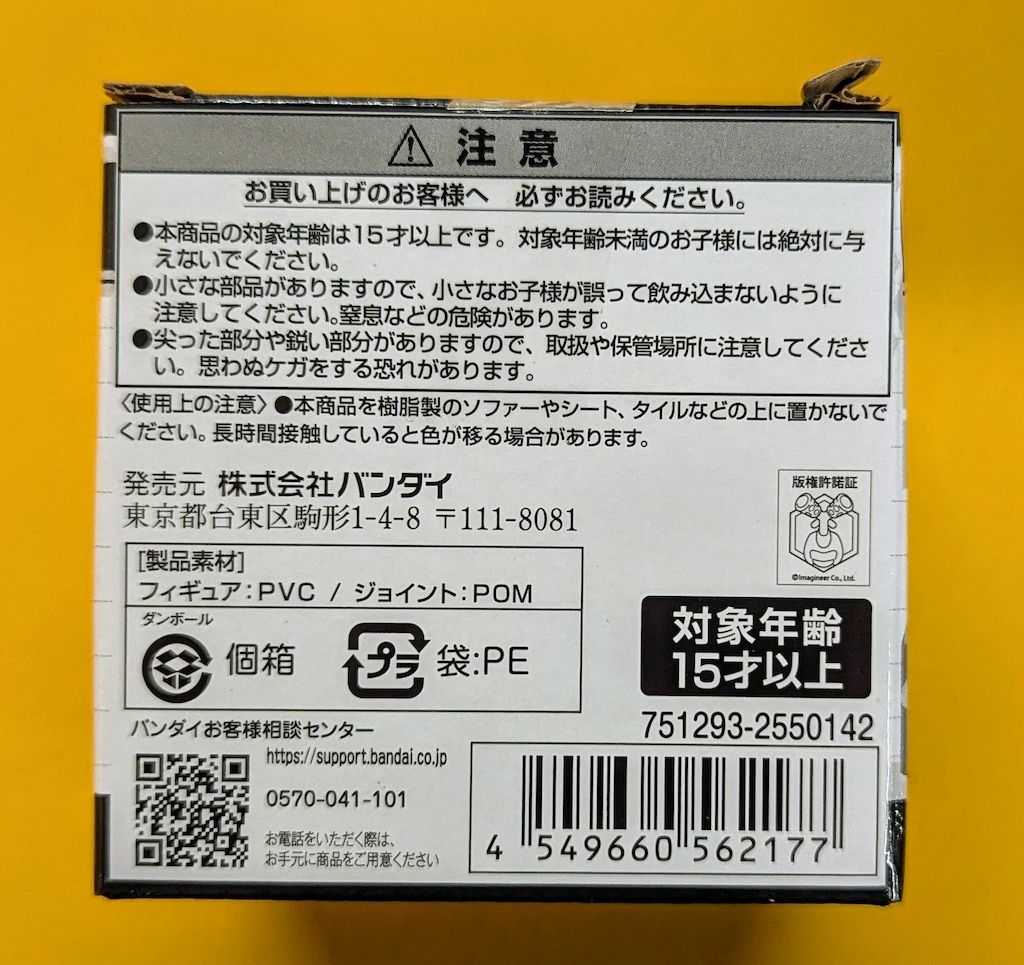 注意
お買い上げのお客様へ 必ずお読みください。
●本商品の対象年齢は15才以上です。対象年齢未満のお子様には絶対に与
えないでください。
●小さな部品がありますので、小さなお子様が誤って飲み込まないように
注意してください。窒息などの危険があります。
●尖った部分や鋭い部分がありますので、取扱や保管場所に注意してくださ
い。思わぬケガをする恐れがあります。
〈使用上の注意〉●本商品を樹脂製のソファーやシート、タイルなどの上に置かないで
ください。長時間接触していると色が移る場合があります。
発売元 株式会社バンダイ
東京都台東区駒形1-4-8 〒111-8081
版権許諾証
©Imagineer Co., Ltd.
[製品素材]
フィギュア:PVC / ジョイント:POM
ダンボール
個箱
プラ
袋:PE
対象年齢
15才以上
751293-2550142
バンダイお客様相談センター
https://support.bandai.co.jp
0570-041-101
お電話をいただく際は、
お手元に商品をご用意ください
4 549660 562177